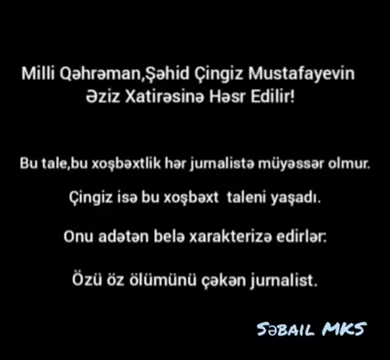 Milli Qəhrəman,Şəhid Çingiz Mustafayevin
Əziz Xatirəsinə Həsr Edilir!
Bu tale,bu xoşbəxtlik hər jurnalistə müyəssər olmur.
Çingiz isə bu xoşbəxt taleni yaşadı.
Onu adətən belə xarakterizə edirlər:
Özü öz ölümünü çəkən jurnalist.
Səbail MKS